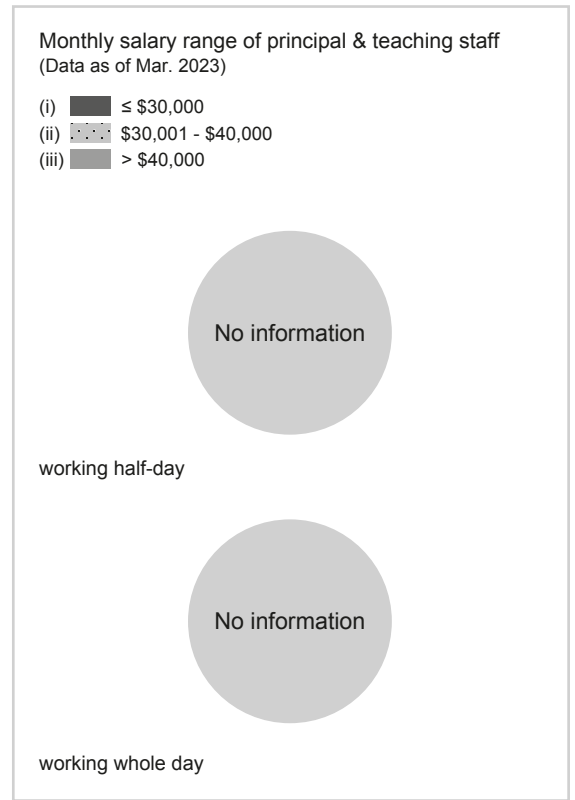 Monthly salary range of principal & teaching staff
(Data as of Mar. 2023)
(i) ≤ $30,000
(ii) $30,001 - $40,000
(iii) > $40,000
No information
working half-day
No information
working whole day